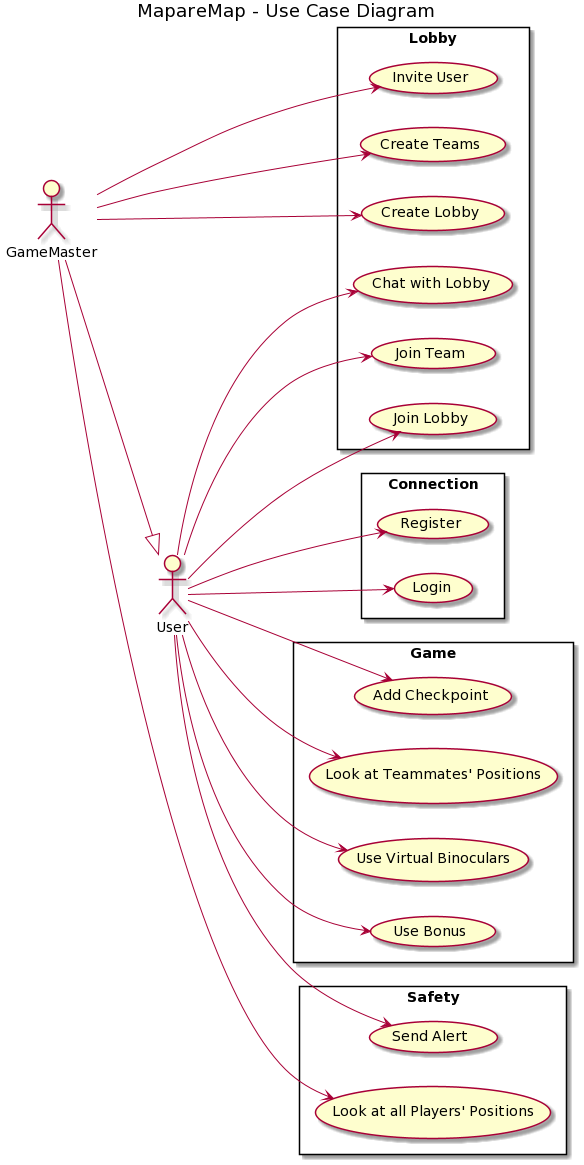 MapareMap - Use Case Diagram
Lobby
Invite User
Create Teams
Create Lobby
GameMaster
Chat with Lobby
Join Team
Join Lobby
Connection
Register
Login
User
Game
Add Checkpoint
Look at Teammates' Positions
Use Virtual Binoculars
Use Bonus
Safety
Send Alert
Look at all Players' Positions